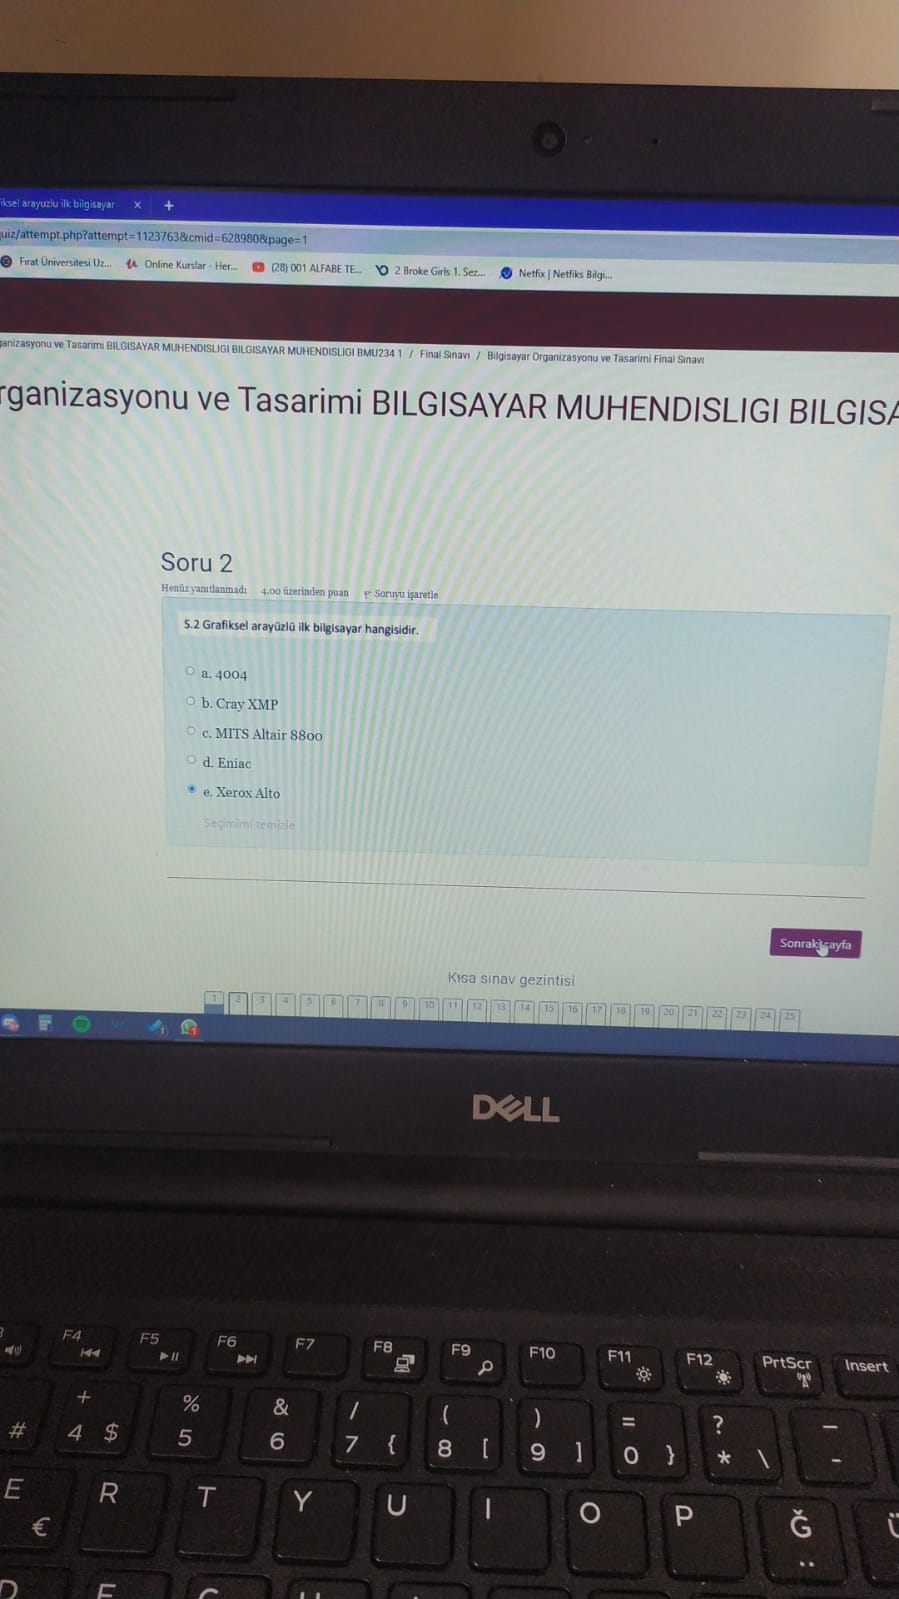 iksel arayuzlu ilk bilgisayar
uiz/attempt.php?attempt=1123763&cmid=628980&page=1
Fırat Üniversitesi Uz...
Online Kurslar - Her...
(28) 001 ALFABE TE...
2 Broke Girls 1. Sez...
Netfix | Netfiks Bilgi...
ganizasyonu ve Tasarimi BILGISAYAR MUHENDISLIGI BILGISAYAR MUHENDISLIGI BMU234 1 / Final Sınavı / Bilgisayar Organizasyonu ve Tasarimi Final Sınavı
rganizasyonu ve Tasarimi BILGISAYAR MUHENDISLIGI BILGISA
Soru 2
Henüz yanıtlanmadı 4.00 üzerinden puan Soruyu işaretle
S.2 Grafiksel arayüzlü ilk bilgisayar hangisidir.
a. 4004
b. Cray XMP
c. MITS Altair 8800
d. Eniac
e. Xerox Alto
Seçimimi temizle
Sonraki sayfa
Kısa sınav gezintisi
1 2 3 4 5 6 7 8 9 10 11 12 13 14 15 16 17 18 19 20 21 22 23 24 25
DELL
F4 F5 F6 F7 F8 F9 F10 F11 F12 PrtScr Insert
# + 4 $ % 5 & 6 / 7 { ( 8 [ ) 9 ] = 0 } ? * \ _ -
E € R T Y U I O P Ğ ¨ Ü